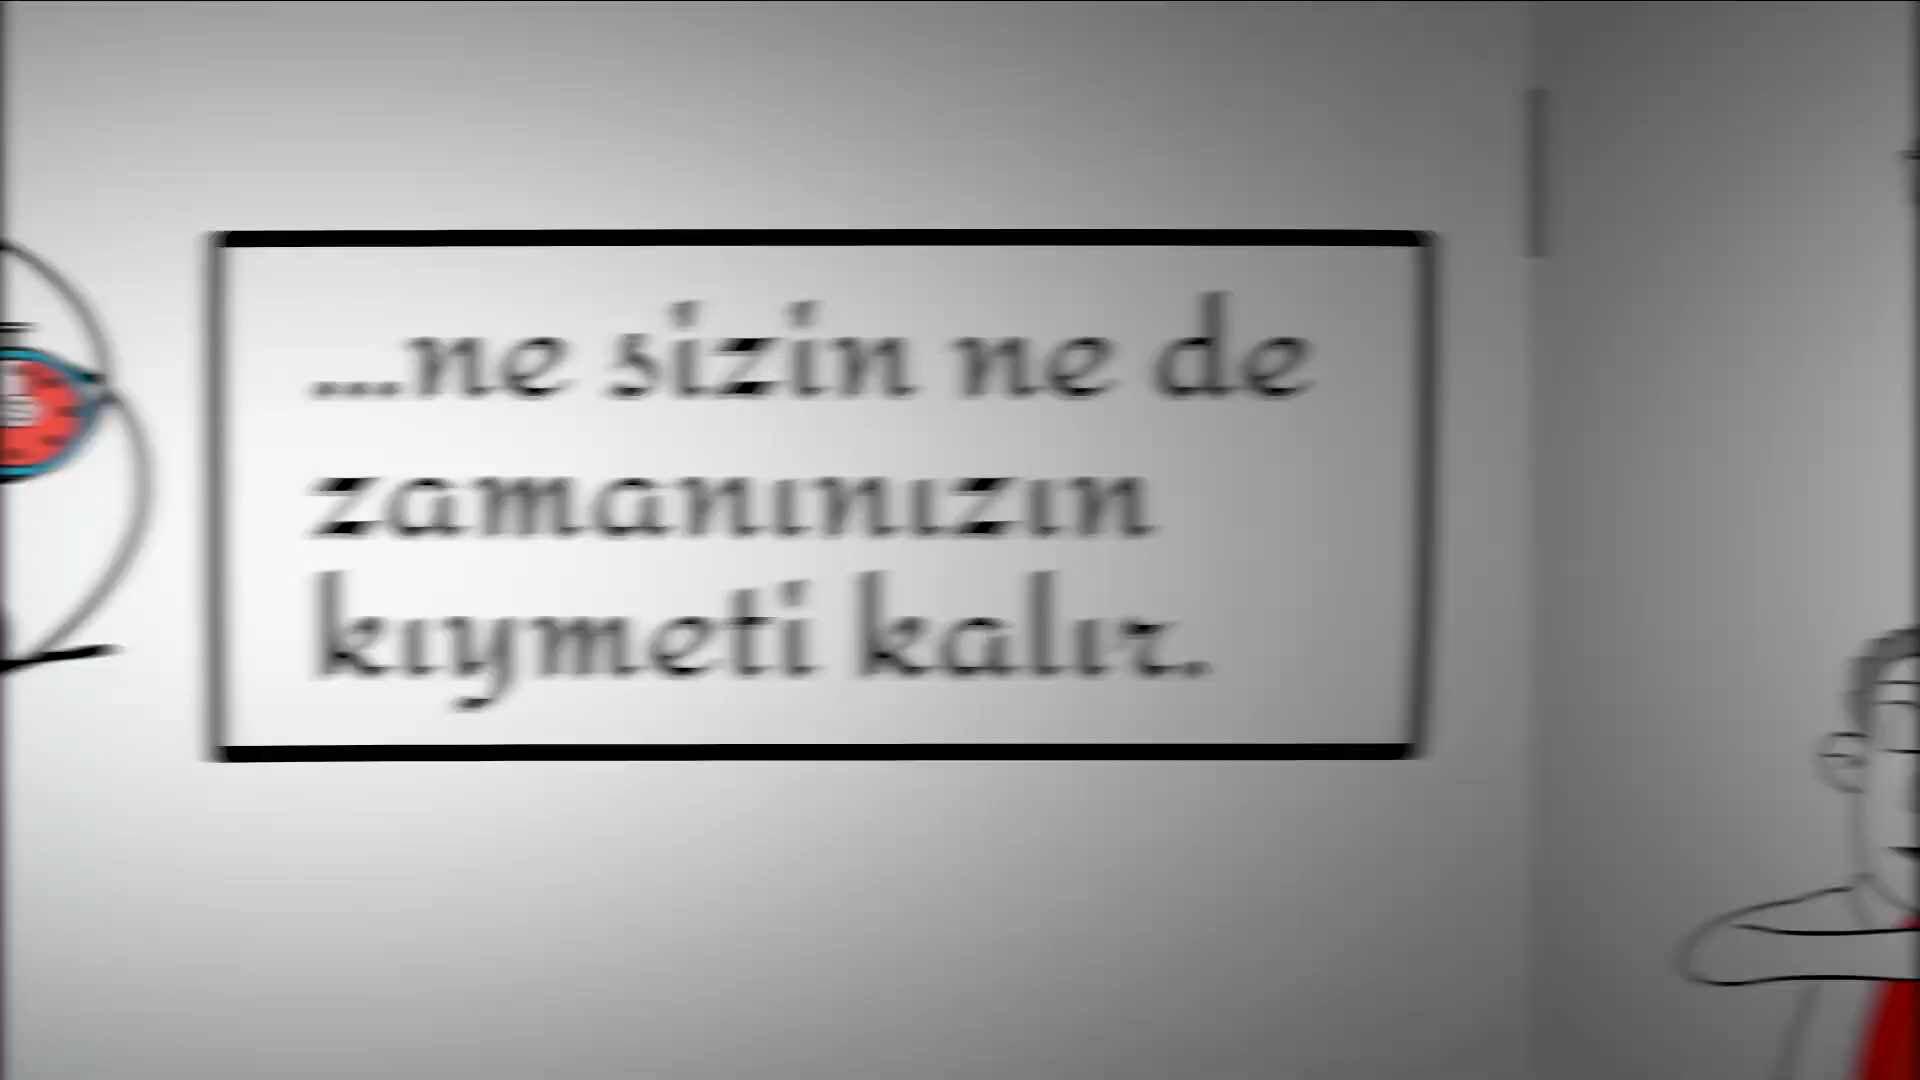 ...ne sizin ne de
zamanınızın
kıymeti kalır.